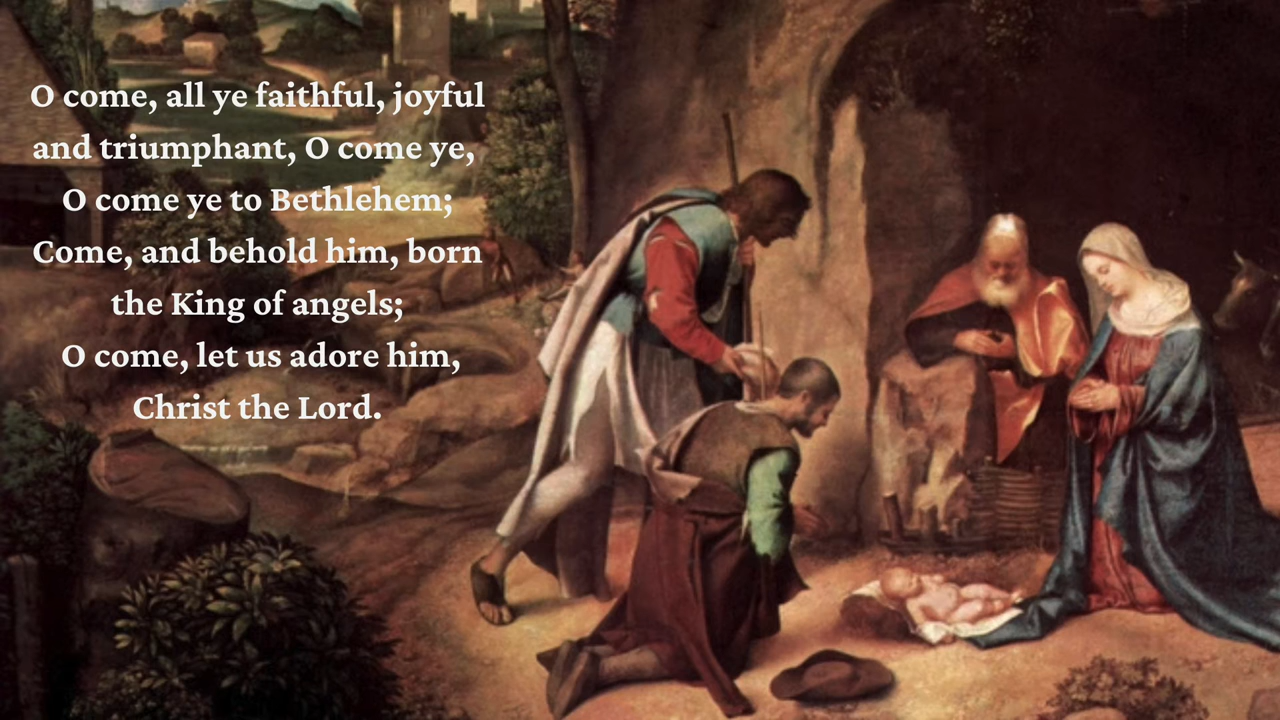 O come, all ye faithful, joyful
and triumphant, O come ye,
O come ye to Bethlehem;
Come, and behold him, born
the King of angels;
O come, let us adore him,
Christ the Lord.